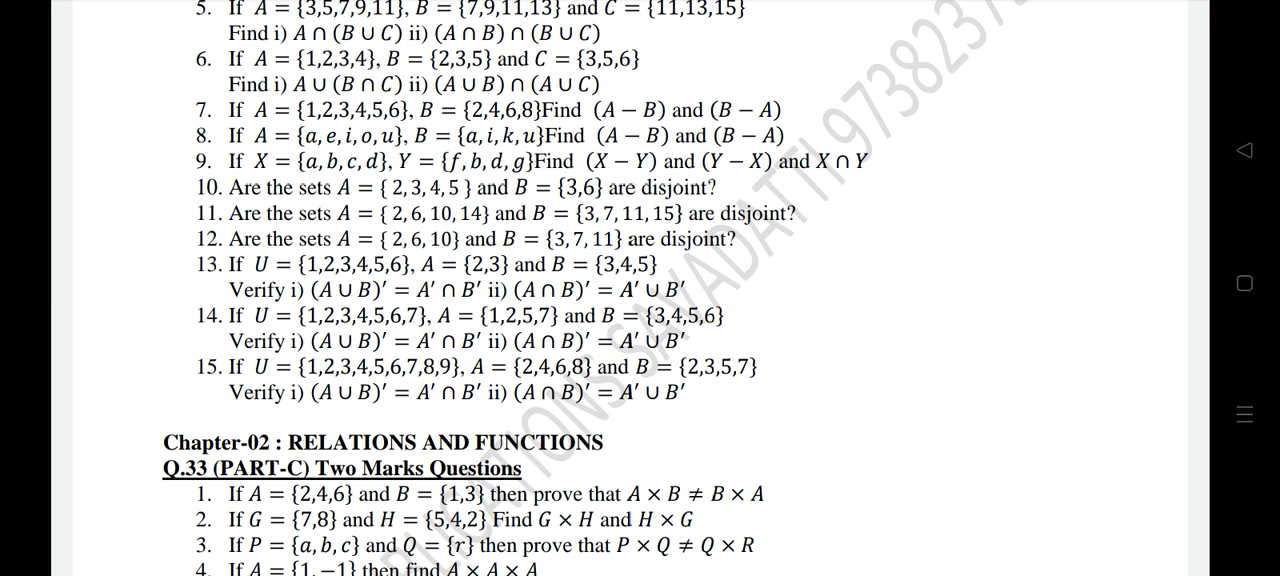 5. If A = {3,5,7,9,11}, B = {7,9,11,13} and C = {11,13,15}
Find i) A ∩ (B ∪ C) ii) (A ∩ B) ∩ (B ∪ C)
6. If A = {1,2,3,4}, B = {2,3,5} and C = {3,5,6}
Find i) A ∪ (B ∩ C) ii) (A ∪ B) ∩ (A ∪ C)
7. If A = {1,2,3,4,5,6}, B = {2,4,6,8}Find (A − B) and (B − A)
8. If A = {a,e,i,o,u}, B = {a,i,k,u}Find (A − B) and (B − A)
9. If X = {a,b,c,d}, Y = {f,b,d,g}Find (X − Y) and (Y − X) and X ∩ Y
10. Are the sets A = { 2, 3, 4, 5 } and B = {3,6} are disjoint?
11. Are the sets A = { 2, 6, 10, 14} and B = {3, 7, 11, 15} are disjoint?
12. Are the sets A = { 2, 6, 10} and B = {3, 7, 11} are disjoint?
13. If U = {1,2,3,4,5,6}, A = {2,3} and B = {3,4,5}
Verify i) (A ∪ B)′ = A′ ∩ B′ ii) (A ∩ B)′ = A′ ∪ B′
14. If U = {1,2,3,4,5,6,7}, A = {1,2,5,7} and B = {3,4,5,6}
Verify i) (A ∪ B)′ = A′ ∩ B′ ii) (A ∩ B)′ = A′ ∪ B′
15. If U = {1,2,3,4,5,6,7,8,9}, A = {2,4,6,8} and B = {2,3,5,7}
Verify i) (A ∪ B)′ = A′ ∩ B′ ii) (A ∩ B)′ = A′ ∪ B′
Chapter-02 : RELATIONS AND FUNCTIONS
Q.33 (PART-C) Two Marks Questions
1. If A = {2,4,6} and B = {1,3} then prove that A × B ≠ B × A
2. If G = {7,8} and H = {5,4,2} Find G × H and H × G
3. If P = {a, b, c} and Q = {r} then prove that P × Q ≠ Q × R
4. If A = {1, −1} then find A × A × A